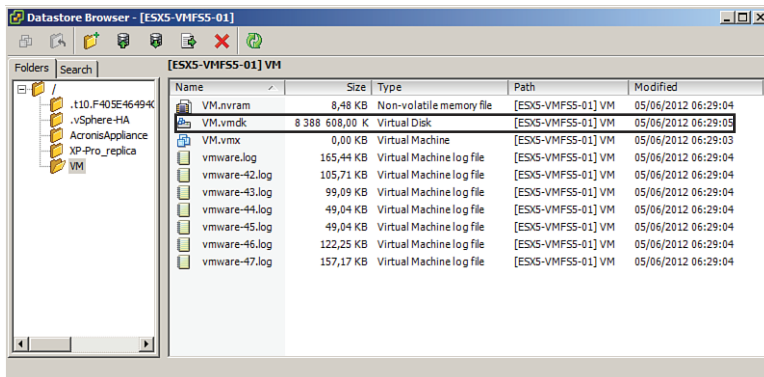 Datastore Browser - [ESX5-VMFS5-01]
Folders Search [ESX5-VMFS5-01] VM
Name Size Type Path Modified
/
.t10.F405E464940
.vSphere-HA
AcronisAppliance
XP-Pro_replica
VM
VM.nvram 8,48 KB Non-volatile memory file [ESX5-VMFS5-01] VM 05/06/2012 06:29:04
VM.vmdk 8 388 608,00 K Virtual Disk [ESX5-VMFS5-01] VM 05/06/2012 06:29:05
VM.vmx 0,00 KB Virtual Machine [ESX5-VMFS5-01] VM 05/06/2012 06:29:03
vmware.log 165,44 KB Virtual Machine log file [ESX5-VMFS5-01] VM 05/06/2012 06:29:04
vmware-42.log 105,71 KB Virtual Machine log file [ESX5-VMFS5-01] VM 05/06/2012 06:29:04
vmware-43.log 99,09 KB Virtual Machine log file [ESX5-VMFS5-01] VM 05/06/2012 06:29:04
vmware-44.log 49,04 KB Virtual Machine log file [ESX5-VMFS5-01] VM 05/06/2012 06:29:04
vmware-45.log 49,04 KB Virtual Machine log file [ESX5-VMFS5-01] VM 05/06/2012 06:29:04
vmware-46.log 122,25 KB Virtual Machine log file [ESX5-VMFS5-01] VM 05/06/2012 06:29:04
vmware-47.log 157,17 KB Virtual Machine log file [ESX5-VMFS5-01] VM 05/06/2012 06:29:04